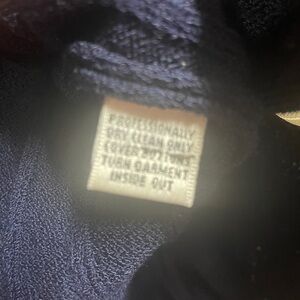 PROFESSIONALLY
DRY CLEAN ONLY
COVER BUTTONS
TURN GARMENT
INSIDE OUT